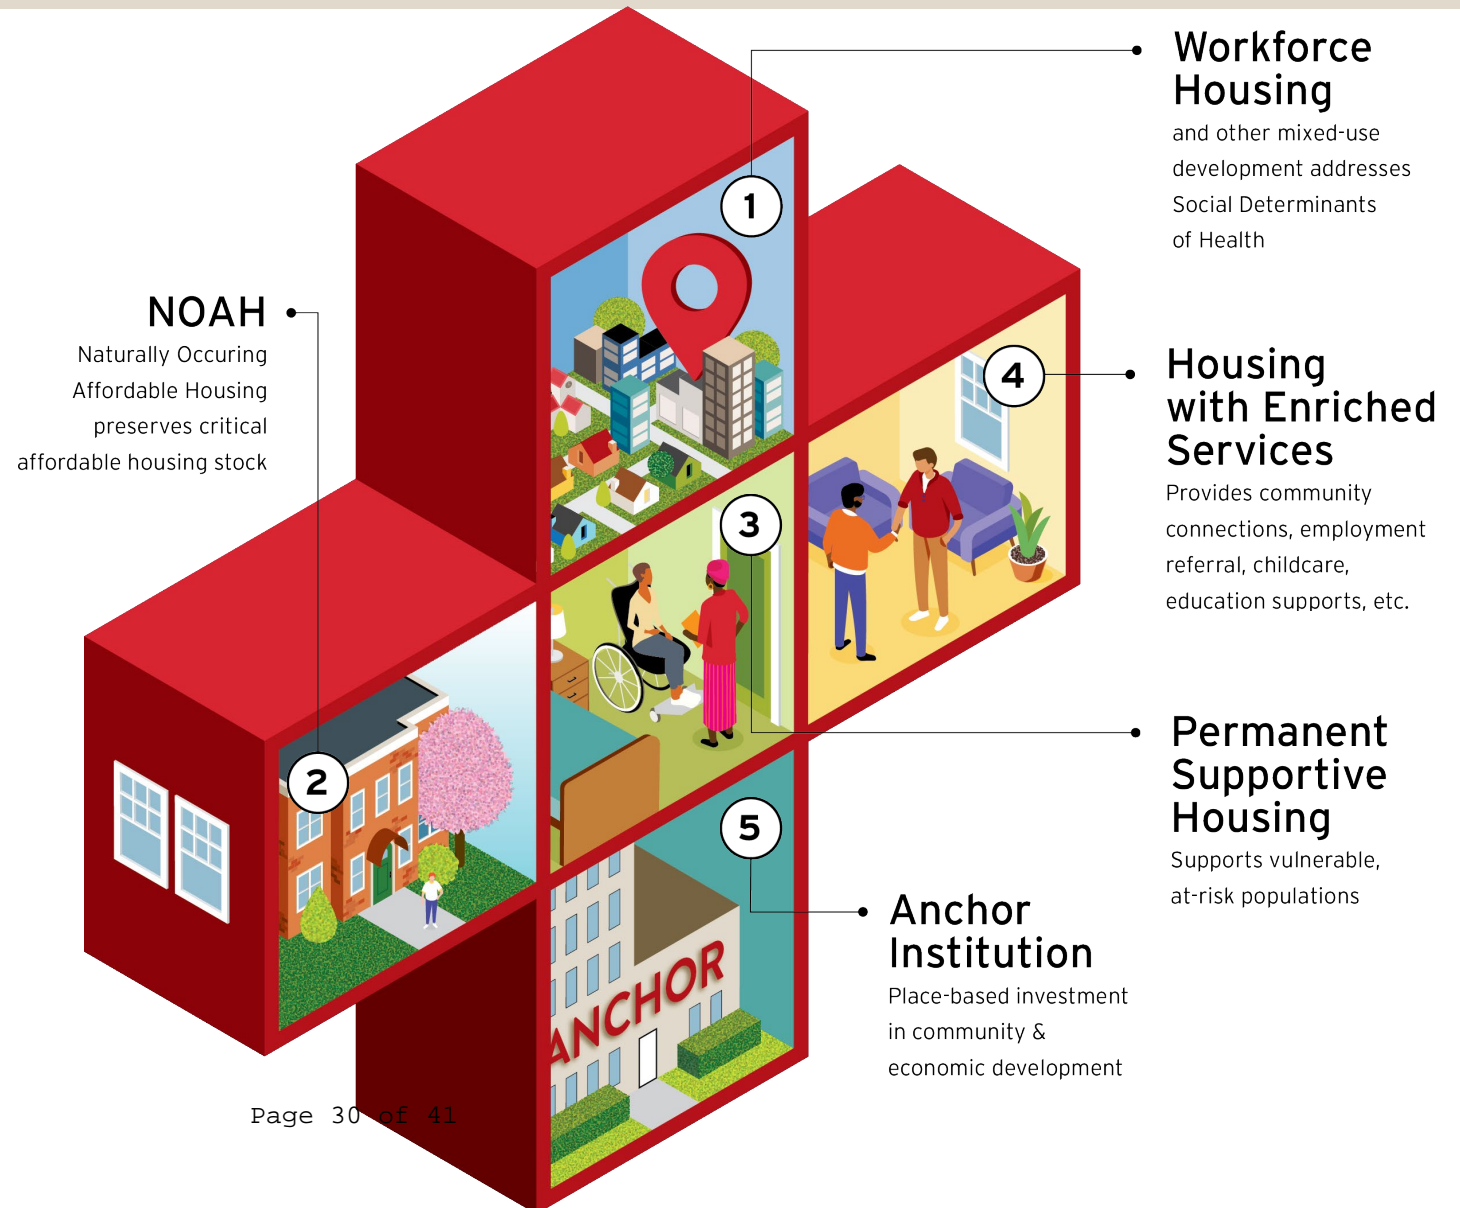 1
Workforce
Housing
and other mixed-use
development addresses
Social Determinants
of Health
NOAH
Naturally Occuring
Affordable Housing
preserves critical
affordable housing stock
2
4
Housing
with Enriched
Services
Provides community
connections, employment
referral, childcare,
education supports, etc.
3
Permanent
Supportive
Housing
Supports vulnerable,
at-risk populations
5
Anchor
Institution
Place-based investment
in community &
economic development
ANCHOR
Page 30 of 41